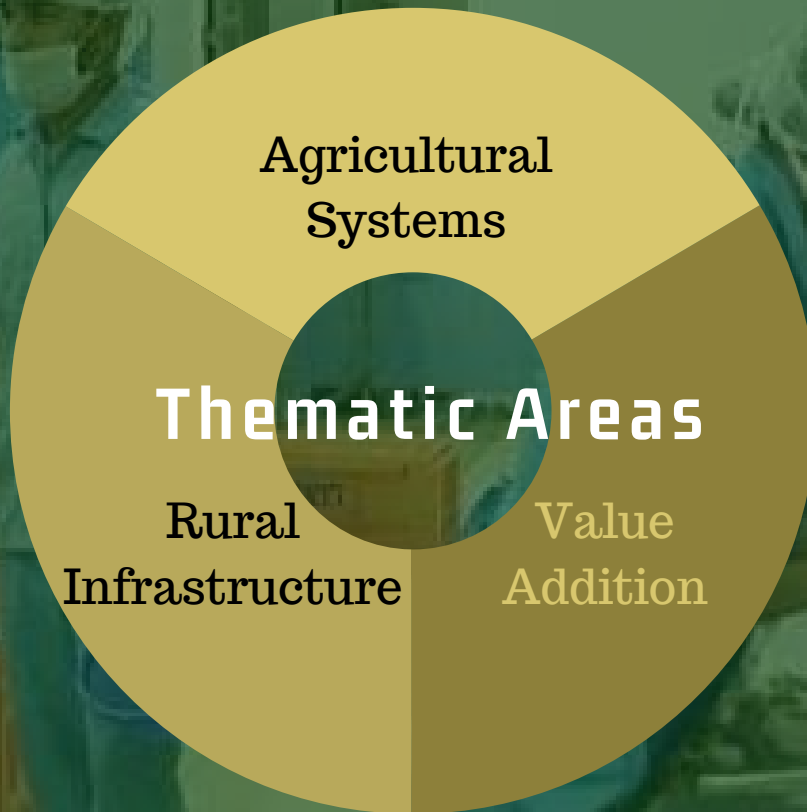 Agricultural
Systems
Thematic Areas
Rural
Infrastructure
Value
Addition